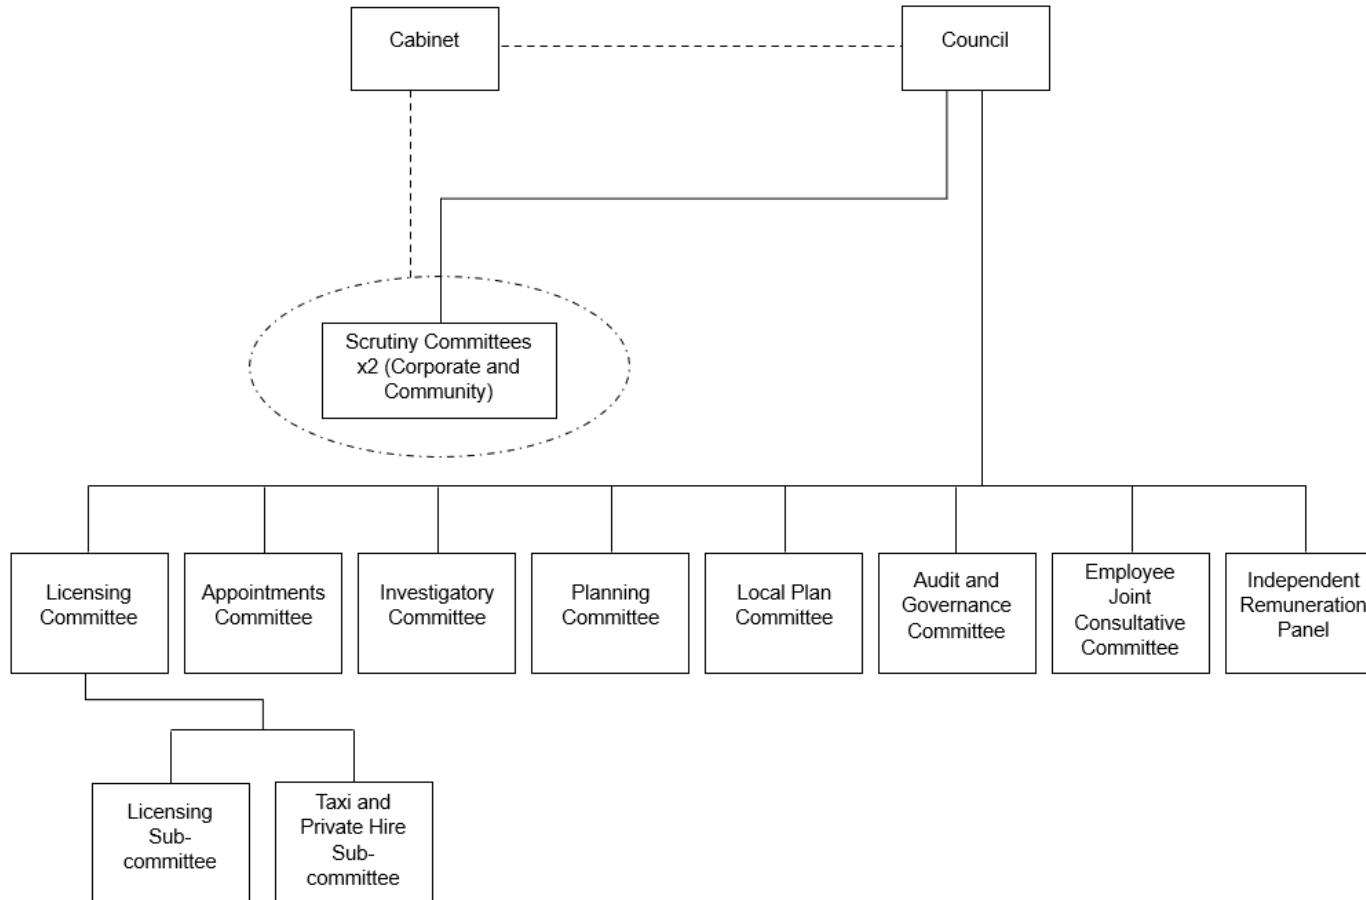 Cabinet
Council
Scrutiny Committees
x2 (Corporate and
Community)
Licensing
Committee
Appointments
Committee
Investigatory
Committee
Planning
Committee
Local Plan
Committee
Audit and
Governance
Committee
Employee
Joint
Consultative
Committee
Independent
Remuneration
Panel
Licensing
Sub-
committee
Taxi and
Private Hire
Sub-
committee